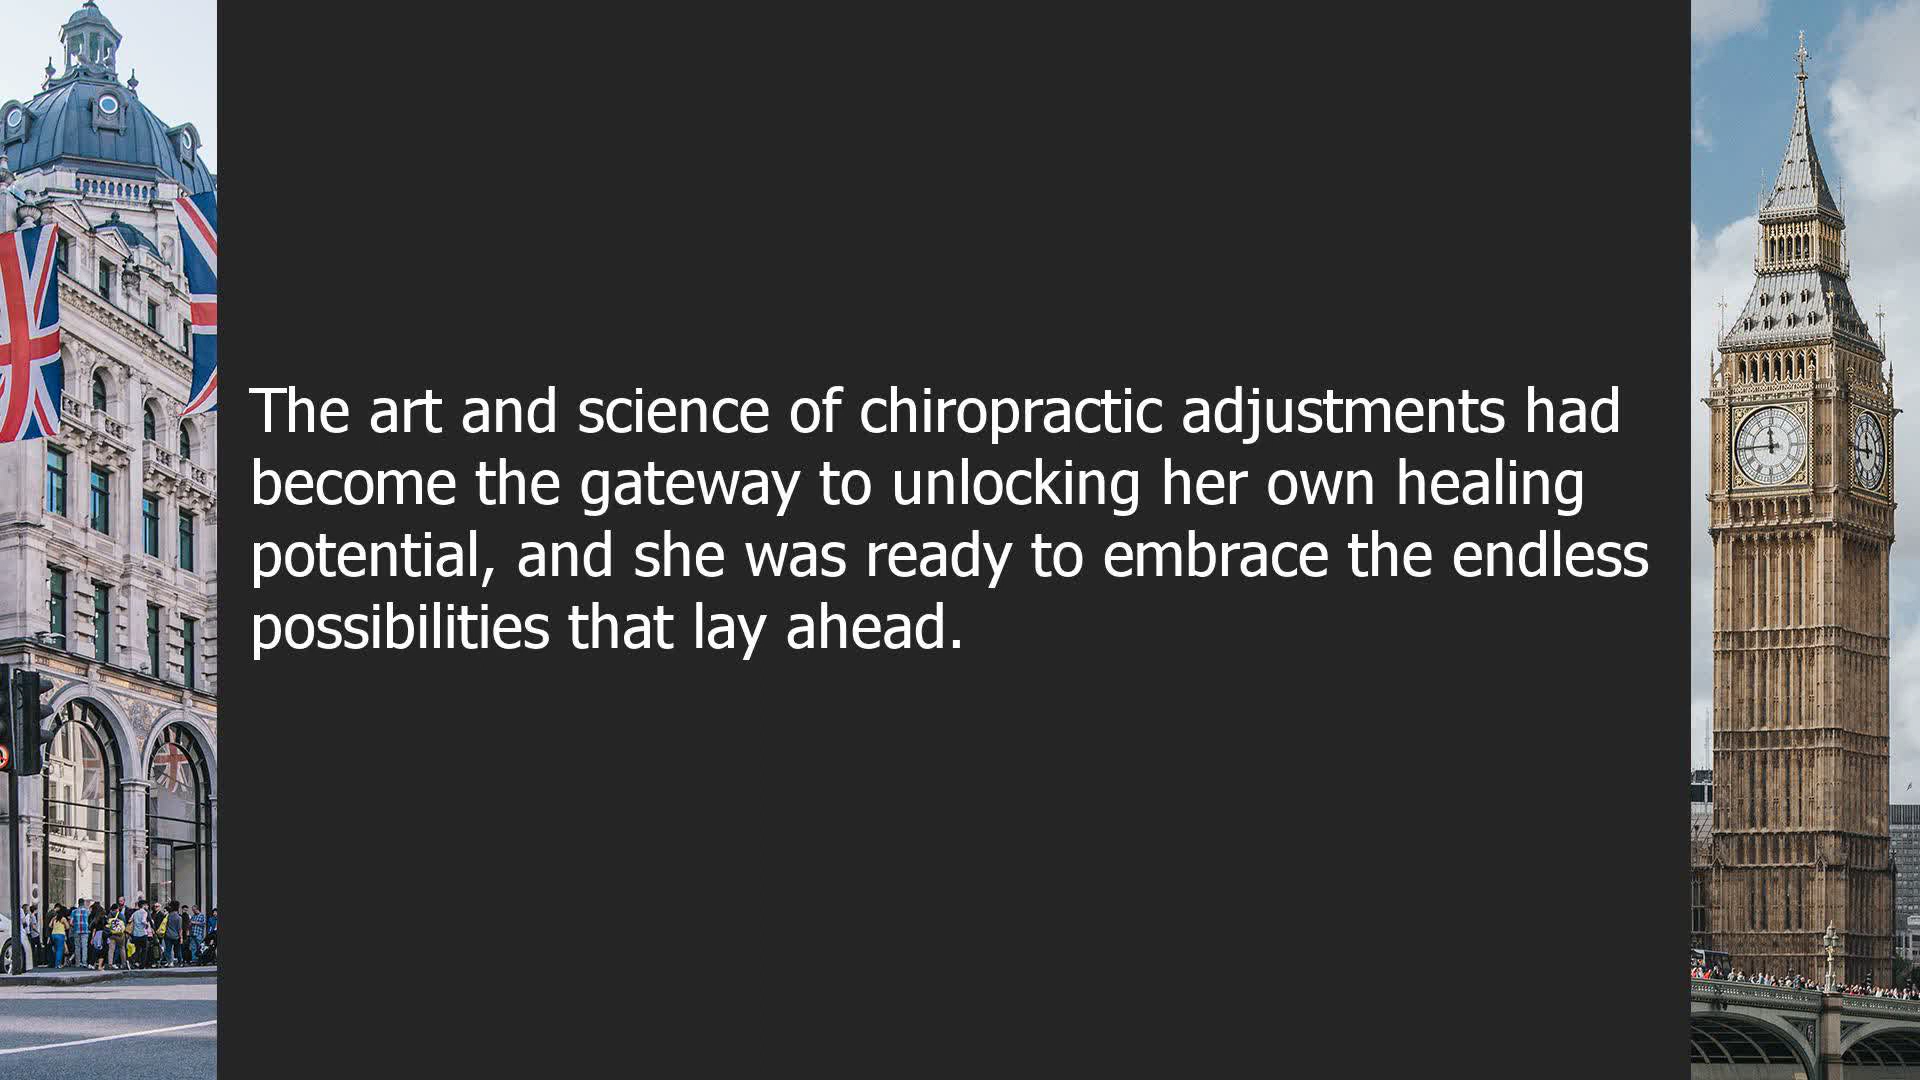 The art and science of chiropractic adjustments had
become the gateway to unlocking her own healing
potential, and she was ready to embrace the endless
possibilities that lay ahead.